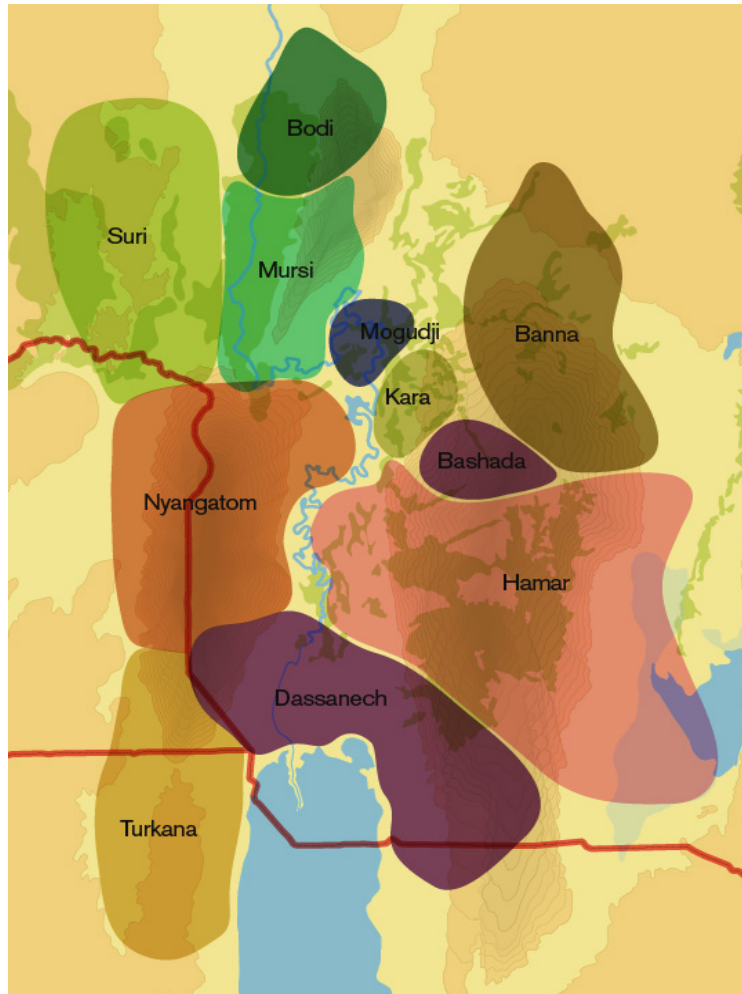 Bodi
Suri
Mursi
Mogudji
Banna
Kara
Bashada
Nyangatom
Hamar
Dassanech
Turkana